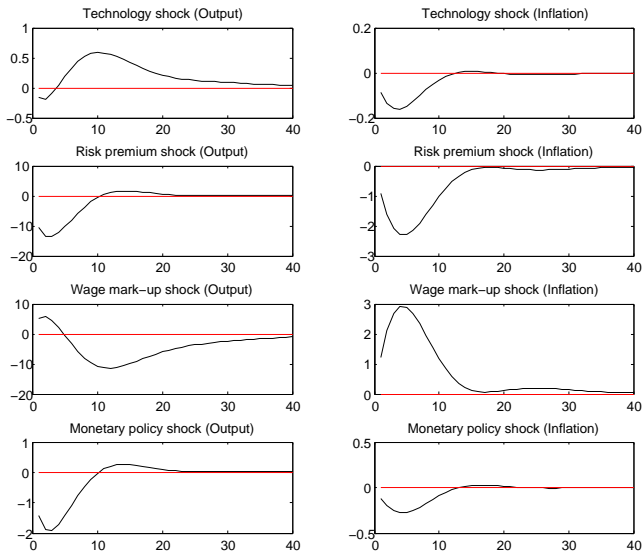 Technology shock (Output)
1
0.5
0
−0.5
0 10 20 30 40
Technology shock (Inflation)
0.2
0
−0.2
0 10 20 30 40
Risk premium shock (Output)
10
0
−10
−20
0 10 20 30 40
Risk premium shock (Inflation)
0
−1
−2
−3
0 10 20 30 40
Wage mark−up shock (Output)
10
0
−10
−20
0 10 20 30 40
Wage mark−up shock (Inflation)
3
2
1
0
0 10 20 30 40
Monetary policy shock (Output)
1
0
−1
−2
0 10 20 30 40
Monetary policy shock (Inflation)
0.5
0
−0.5
0 10 20 30 40